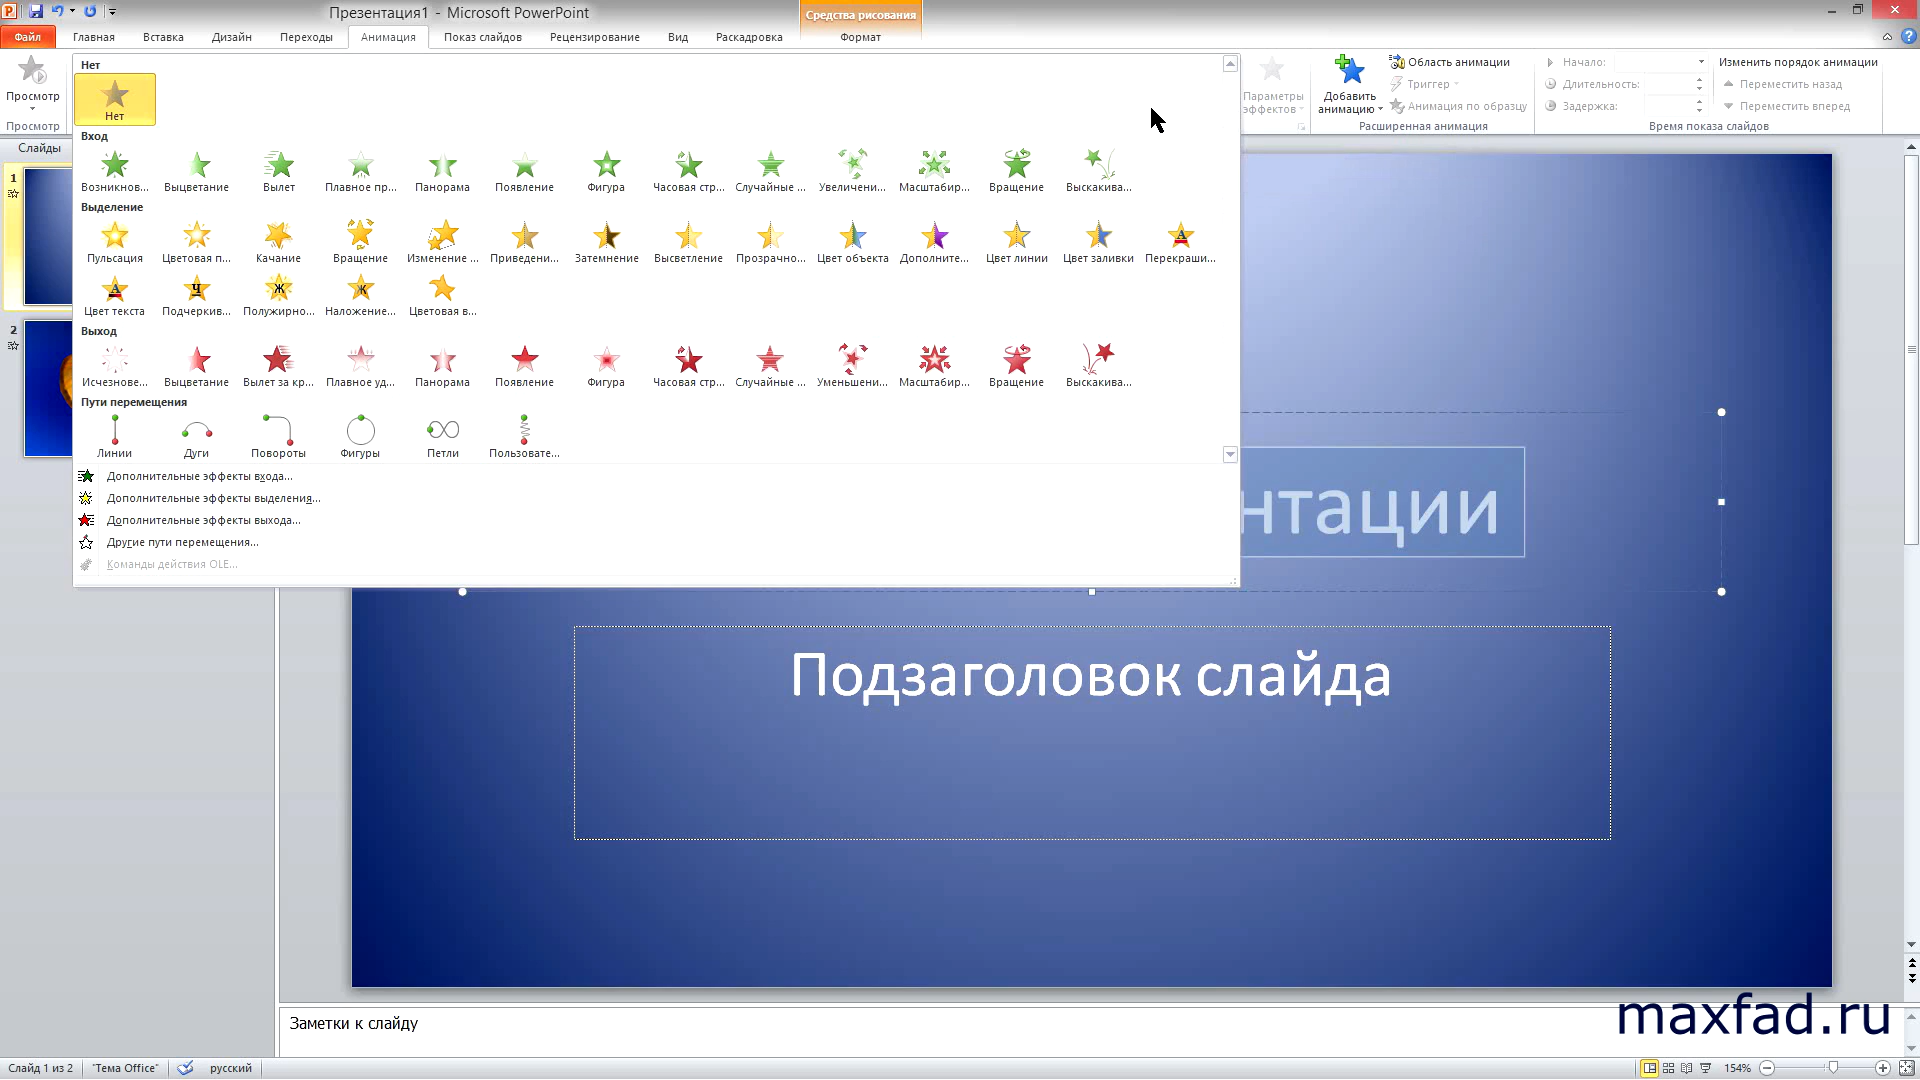 Презентация1 - Microsoft PowerPoint
Средства рисования
Файл Главная Вставка Дизайн Переходы Анимация Показ слайдов Рецензирование Вид Раскадровка Формат
Просмотр
Просмотр
Нет
Нет
Вход
Возникнов... Выцветание Вылет Плавное пр... Панорама Появление Фигура Часовая стр... Случайные ... Увеличени... Масштабир... Вращение Выскакива...
Выделение
Пульсация Цветовая п... Качание Вращение Изменение ... Приведени... Затемнение Высветление Прозрачно... Цвет объекта Дополните... Цвет линии Цвет заливки Перекраши...
Цвет текста Подчеркив... Полужирно... Наложение... Цветовая в...
Выход
Исчезнове... Выцветание Вылет за кр... Плавное уд... Панорама Появление Фигура Часовая стр... Случайные ... Уменьшени... Масштабир... Вращение Выскакива...
Пути перемещения
Линии Дуги Повороты Фигуры Петли Пользовате...
Дополнительные эффекты входа...
Дополнительные эффекты выделения...
Дополнительные эффекты выхода...
Другие пути перемещения...
Команды действия OLE...
Параметры
эффектов
Добавить
анимацию
Область анимации
Триггер
Анимация по образцу
Расширенная анимация
Начало:
Длительность:
Задержка:
Изменить порядок анимации
Переместить назад
Переместить вперед
Время показа слайдов
Слайды
1
2
нтации
Подзаголовок слайда
Заметки к слайду
maxfad.ru
Слайд 1 из 2 "Тема Office" русский 154%